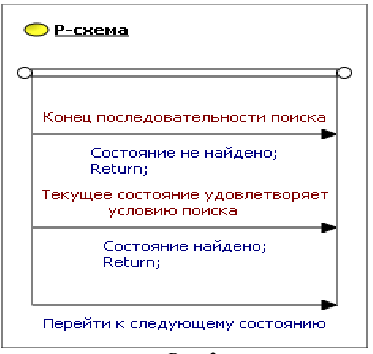 Р-схема
Конец последовательности поиска
Состояние не найдено;
Return;
Текущее состояние удовлетворяет
условию поиска
Состояние найдено;
Return;
Перейти к следующему состоянию